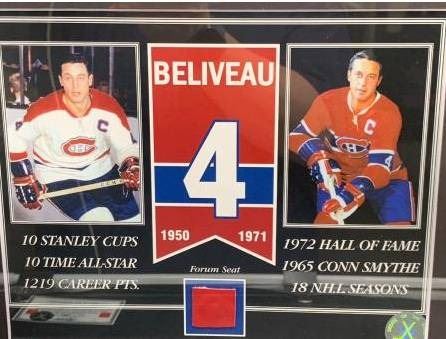 BELIVEAU
4
1950 1971
C
C
10 STANLEY CUPS
10 TIME ALL-STAR
1219 CAREER PTS.
1972 HALL OF FAME
1965 CONN SMYTHE
18 N.H.L. SEASONS
Forum Seat